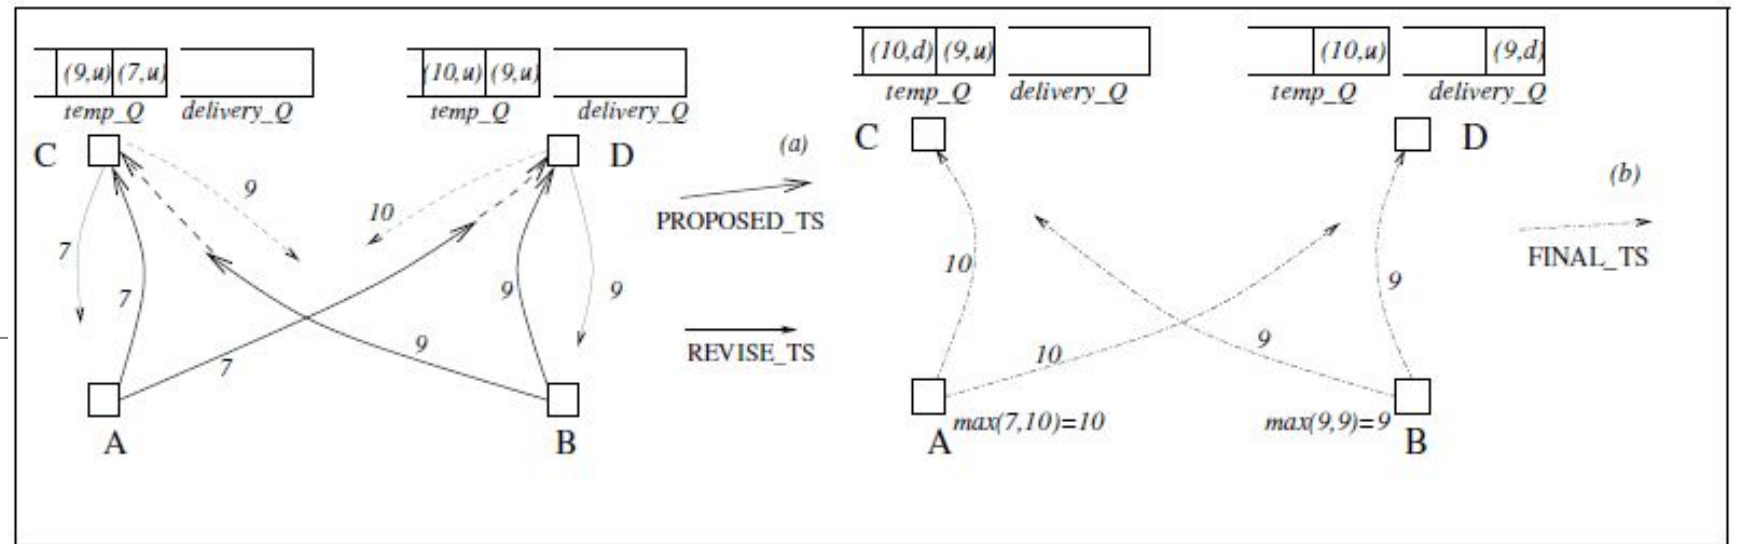 (9,u) (7,u)
temp_Q delivery_Q
(10,u) (9,u)
temp_Q delivery_Q
C
D
9
10
7
7
9
9
7
9
A
B
(a)
PROPOSED_TS
REVISE_TS
(10,d) (9,u)
temp_Q delivery_Q
(10,u) (9,d)
temp_Q delivery_Q
C
D
10
9
10
9
A
max(7,10)=10
max(9,9)=9
B
(b)
FINAL_TS